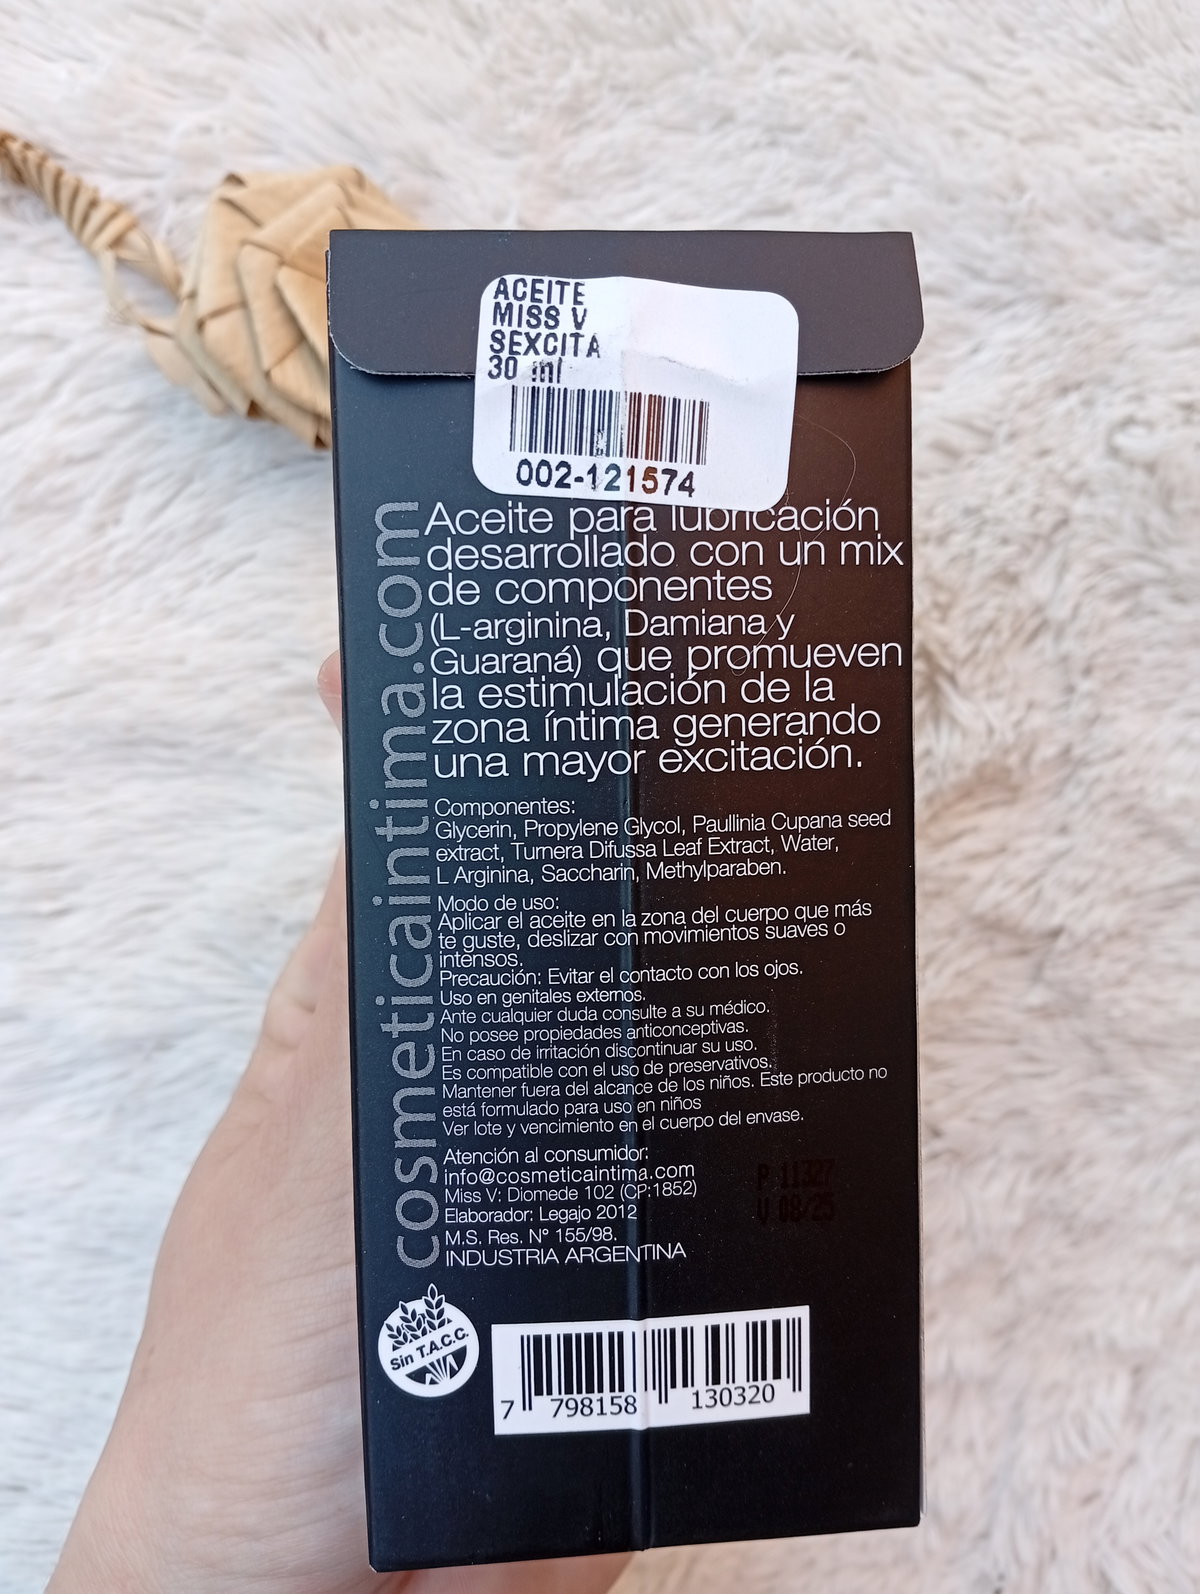 ACEITE
MISS V
SEXCITA
30 ml
002-121574
cosmeticaintima.com
Aceite para lubricación
desarrollado con un mix
de componentes
(L-arginina, Damiana y
Guaraná) que promueven
la estimulación de la
zona íntima generando
una mayor excitación.
Componentes:
Glycerin, Propylene Glycol, Paullinia Cupana seed
extract, Turnera Difussa Leaf Extract, Water,
L Arginina, Saccharin, Methylparaben.
Modo de uso:
Aplicar el aceite en la zona del cuerpo que más
te guste, deslizar con movimientos suaves o
intensos.
Precaución: Evitar el contacto con los ojos.
Uso en genitales externos.
Ante cualquier duda consulte a su médico.
No posee propiedades anticonceptivas.
En caso de irritación discontinuar su uso.
Es compatible con el uso de preservativos.
Mantener fuera del alcance de los niños. Este producto no
está formulado para uso en niños
Ver lote y vencimiento en el cuerpo del envase.
Atención al consumidor:
info@cosmeticaintima.com
Miss V: Diomede 102 (CP:1852)
Elaborador: Legajo 2012
M.S. Res. N° 155/98.
INDUSTRIA ARGENTINA
P 11327
V 08/25
Sin T.A.C.C.
7 798158 130320